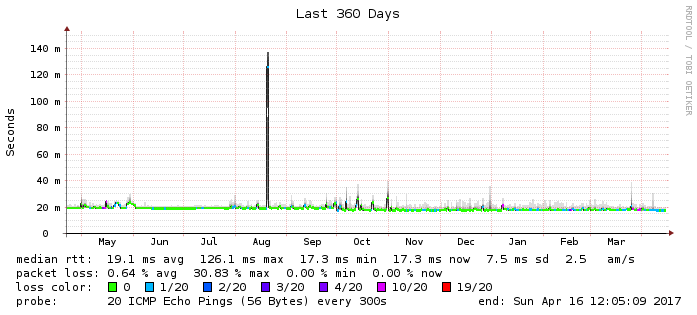 Last 360 Days
RRDTOOL / TOBI OETIKER
Seconds
140 m
120 m
100 m
80 m
60 m
40 m
20 m
0
May Jun Jul Aug Sep Oct Nov Dec Jan Feb Mar
median rtt: 19.1 ms avg 126.1 ms max 17.3 ms min 17.3 ms now 7.5 ms sd 2.5 am/s
packet loss: 0.64 % avg 30.83 % max 0.00 % min 0.00 % now
loss color: 0 1/20 2/20 3/20 4/20 10/20 19/20
probe: 20 ICMP Echo Pings (56 Bytes) every 300s end: Sun Apr 16 12:05:09 2017